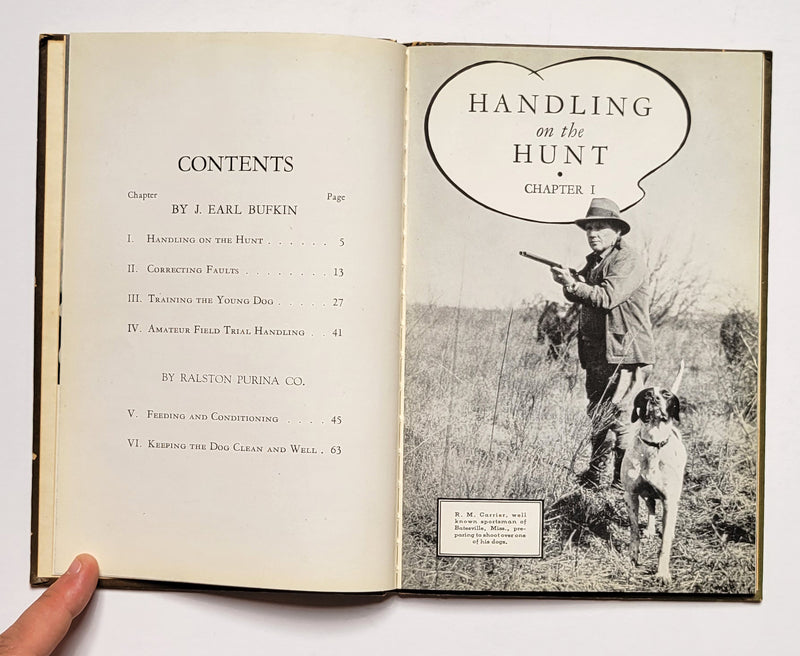 CONTENTS
Chapter Page
BY J. EARL BUFKIN
I. Handling on the Hunt . . . . . . 5
II. Correcting Faults . . . . . . . . 13
III. Training the Young Dog . . . . . 27
IV. Amateur Field Trial Handling . . 41
BY RALSTON PURINA CO.
V. Feeding and Conditioning . . . . 45
VI. Keeping the Dog Clean and Well . 63
HANDLING
on the
HUNT
•
CHAPTER I
R. M. Carrier, well
known sportsman of
Batesville, Miss., pre-
paring to shoot over one
of his dogs.